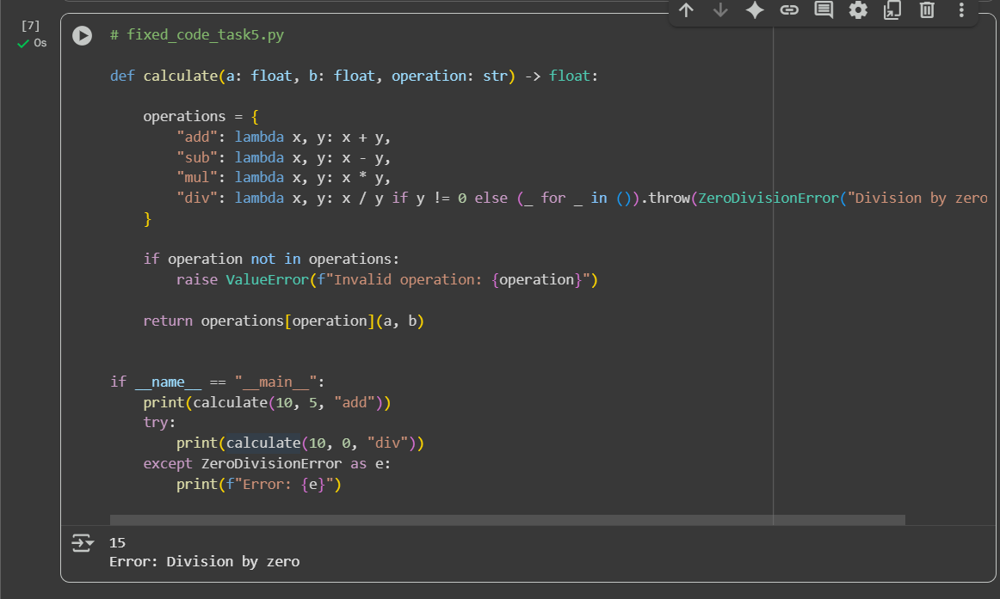 [7]
0s
# fixed_code_task5.py
def calculate(a: float, b: float, operation: str) -> float:
    operations = {
        "add": lambda x, y: x + y,
        "sub": lambda x, y: x - y,
        "mul": lambda x, y: x * y,
        "div": lambda x, y: x / y if y != 0 else (_ for _ in ()).throw(ZeroDivisionError("Division by zero
    }
    if operation not in operations:
        raise ValueError(f"Invalid operation: {operation}")
    return operations[operation](a, b)
if __name__ == "__main__":
    print(calculate(10, 5, "add"))
    try:
        print(calculate(10, 0, "div"))
    except ZeroDivisionError as e:
        print(f"Error: {e}")
15
Error: Division by zero